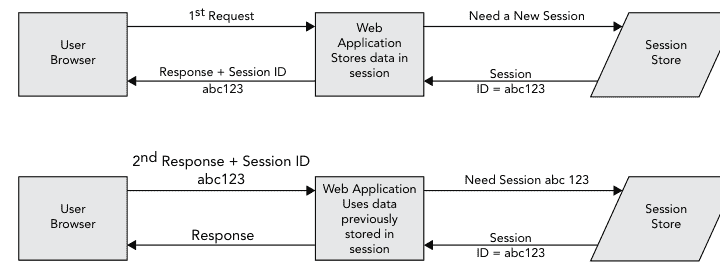 1st Request
Need a New Session
User
Browser
Web
Application
Stores data in
session
Session
Store
Response + Session ID
abc123
Session
ID = abc123
2nd Response + Session ID
abc123
Need Session abc 123
User
Browser
Web Application
Uses data
previously
stored in
session
Session
Store
Response
Session
ID = abc123